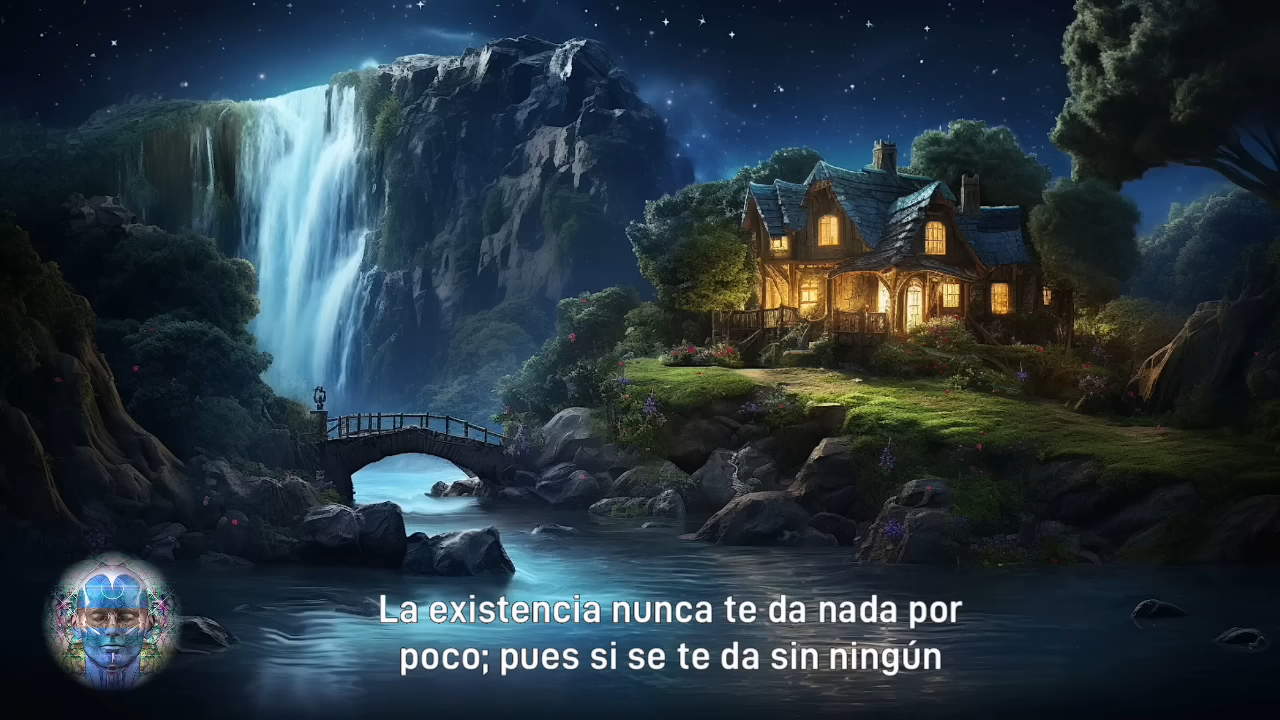 La existencia nunca te da nada por
poco; pues si se te da sin ningún